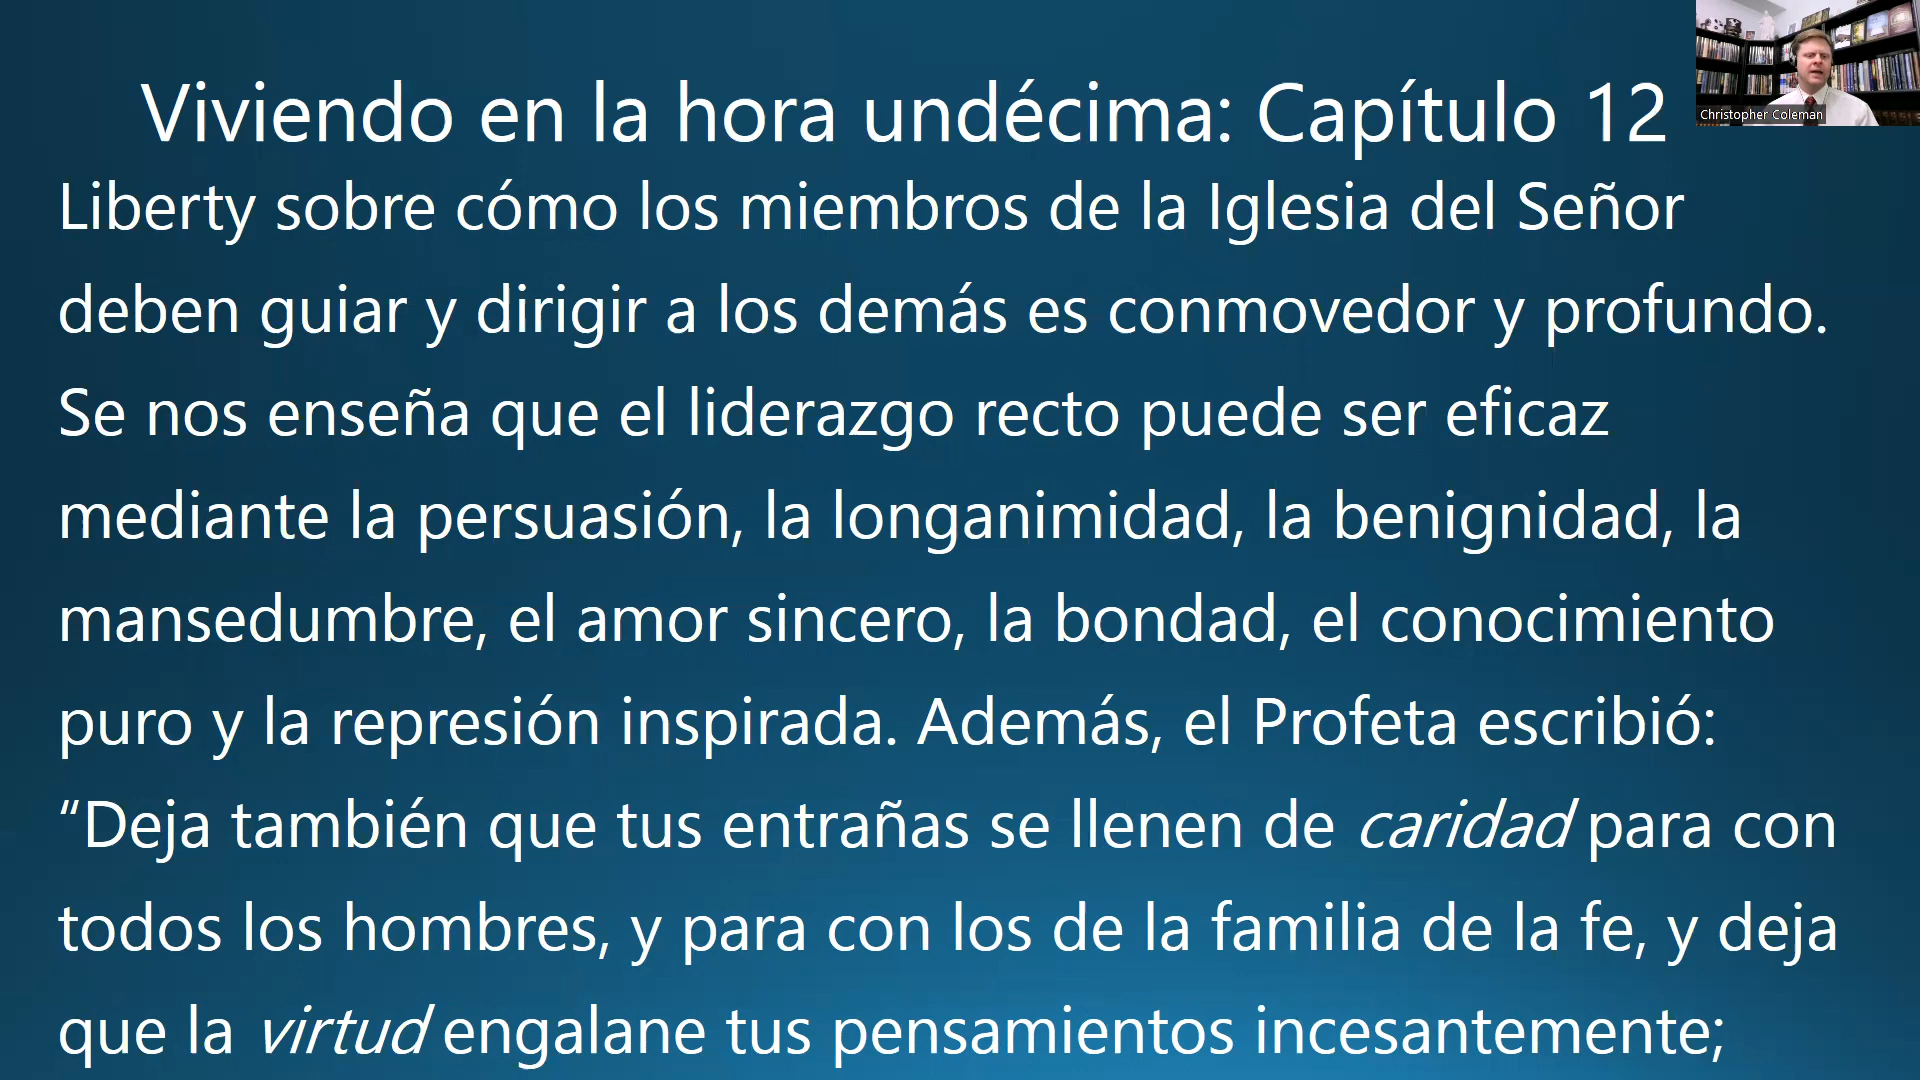 Viviendo en la hora undécima: Capítulo 12
Christopher Coleman
Liberty sobre cómo los miembros de la Iglesia del Señor
deben guiar y dirigir a los demás es conmovedor y profundo.
Se nos enseña que el liderazgo recto puede ser eficaz
mediante la persuasión, la longanimidad, la benignidad, la
mansedumbre, el amor sincero, la bondad, el conocimiento
puro y la represión inspirada. Además, el Profeta escribió:
“Deja también que tus entrañas se llenen de caridad para con
todos los hombres, y para con los de la familia de la fe, y deja
que la virtud engalane tus pensamientos incesantemente;